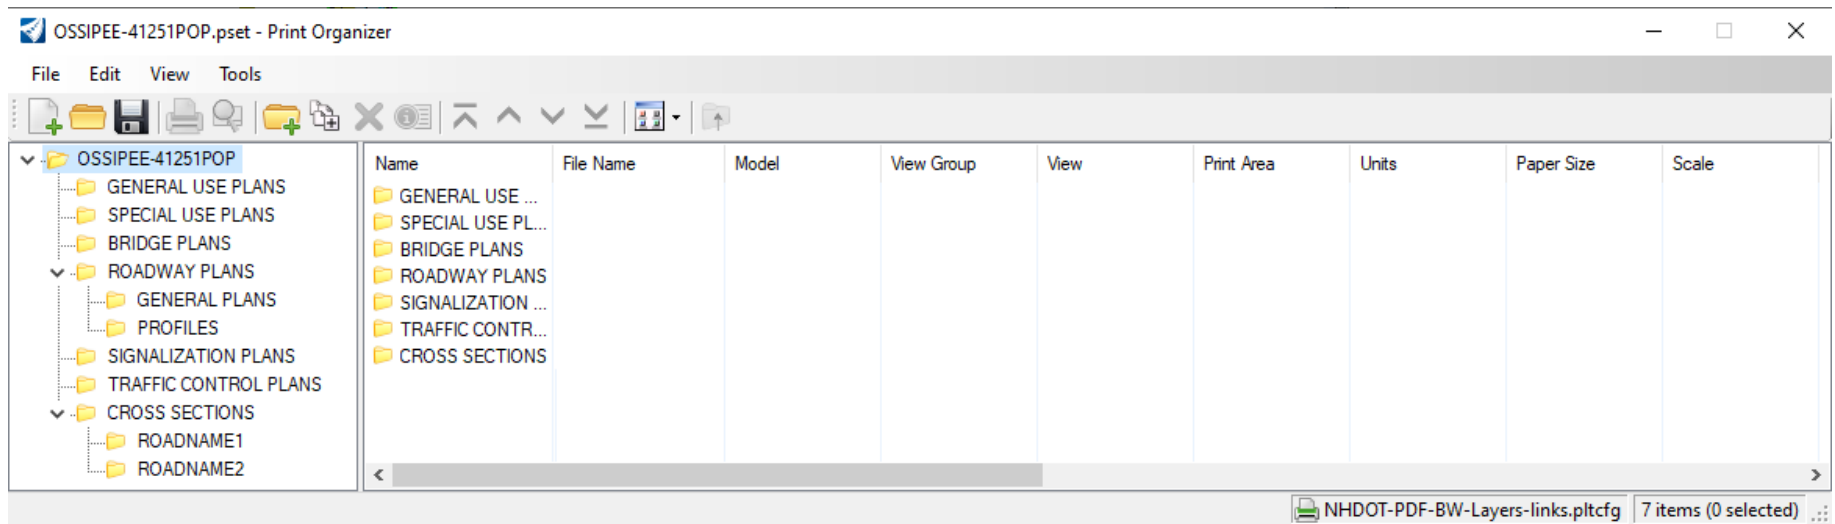 OSSIPEE-41251POP.pset - Print Organizer
File Edit View Tools
OSSIPEE-41251POP
GENERAL USE PLANS
SPECIAL USE PLANS
BRIDGE PLANS
ROADWAY PLANS
GENERAL PLANS
PROFILES
SIGNALIZATION PLANS
TRAFFIC CONTROL PLANS
CROSS SECTIONS
ROADNAME1
ROADNAME2
Name File Name Model View Group View Print Area Units Paper Size Scale
GENERAL USE ...
SPECIAL USE PL...
BRIDGE PLANS
ROADWAY PLANS
SIGNALIZATION ...
TRAFFIC CONTR...
CROSS SECTIONS
NHDOT-PDF-BW-Layers-links.pltcfg 7 items (0 selected)